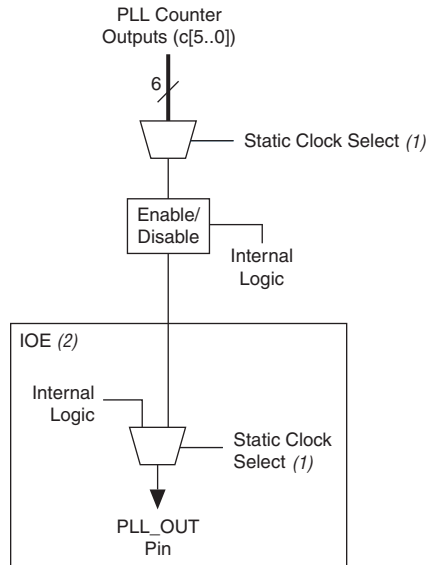 PLL Counter
Outputs (c[5..0])
6
Static Clock Select (1)
Enable/
Disable
Internal
Logic
IOE (2)
Internal
Logic
Static Clock
Select (1)
PLL_OUT
Pin